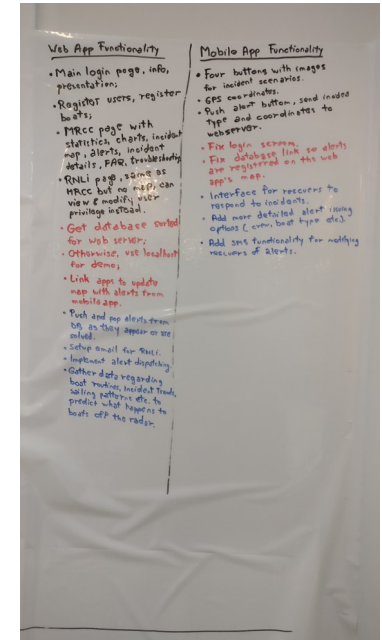 Web App Functionality
• Main login page, info,
presentation;
• Register users, register
boats;
• MRCC page with
statistics, charts, incident
map, alerts, incident
details, FAQ, troubleshooting
• RNLI page, same as
MRCC but no map, can
view & modify user
privilege instead.
• Get database sorted
for web server;
• Otherwise, use localhost
for demo;
• Link apps to update
map with alerts from
mobile app.
• Push and pop alerts from
DB as they appear or are
solved.
• Setup email for RNLI.
• Implement alert dispatching.
• Gather data regarding
boat routines, incident trends,
sailing patterns etc. to
predict what happens to
boats off the radar.
Mobile App Functionality
• Four buttons with images
for incident scenarios.
• GPS coordinates.
• Push alert button, send
type and coordinates to
webserver.
• Fix login screen.
• Fix database link so alerts
are registered on the web
app's map.
• Interface for rescuers to
respond to incidents.
• Add more detailed alert issuing
options (crew, boat type etc).
• Add sms functionality for notifying
rescuers of alerts.